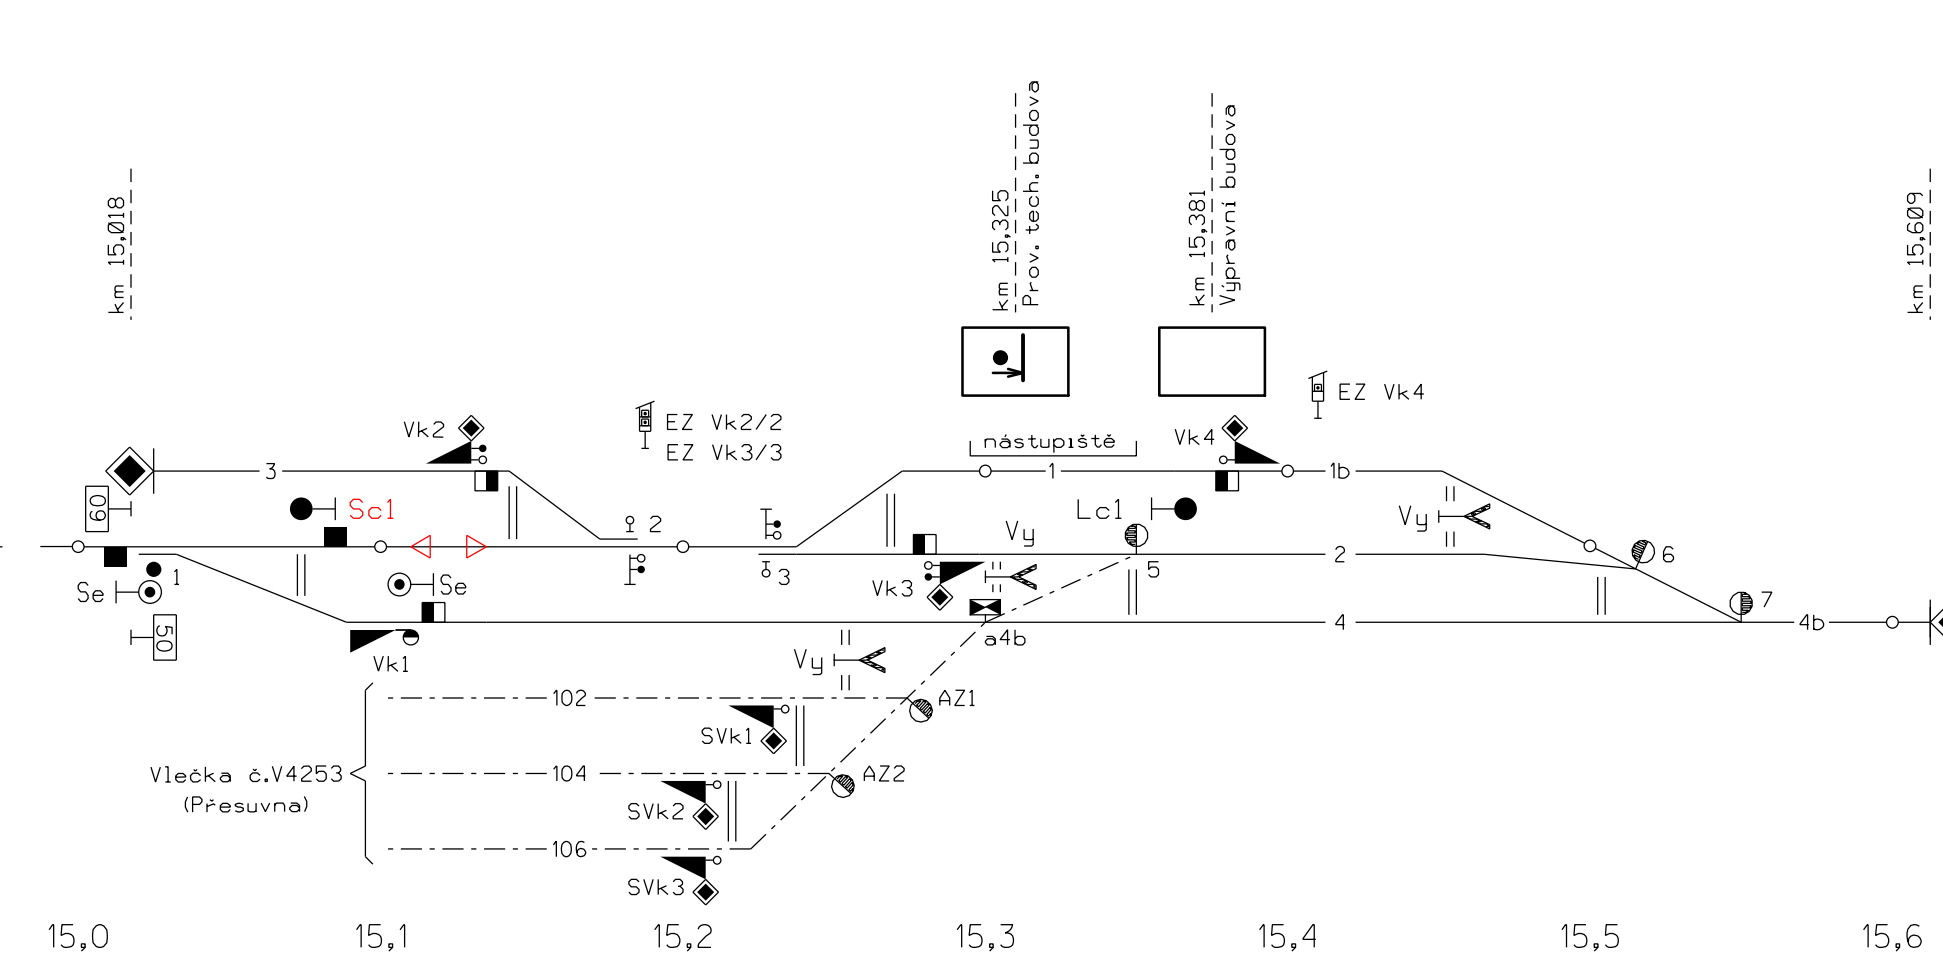 km 15,018
km 15,325
Prov. tech. budova
km 15,381
Výpravní budova
km 15,609
EZ Vk4
Vk2
EZ Vk2/2
EZ Vk3/3
nástupiště
Vk4
3
1
1b
60
Sc1
Lc1
Vy
2
Vy
2
6
Se
1
Se
3
Vk3
5
7
50
Vk1
a4b
4
4b
Vy
102
AZ1
SVk1
Vlečka č.V4253
(Přesuvna)
104
AZ2
SVk2
106
SVk3
15,0
15,1
15,2
15,3
15,4
15,5
15,6